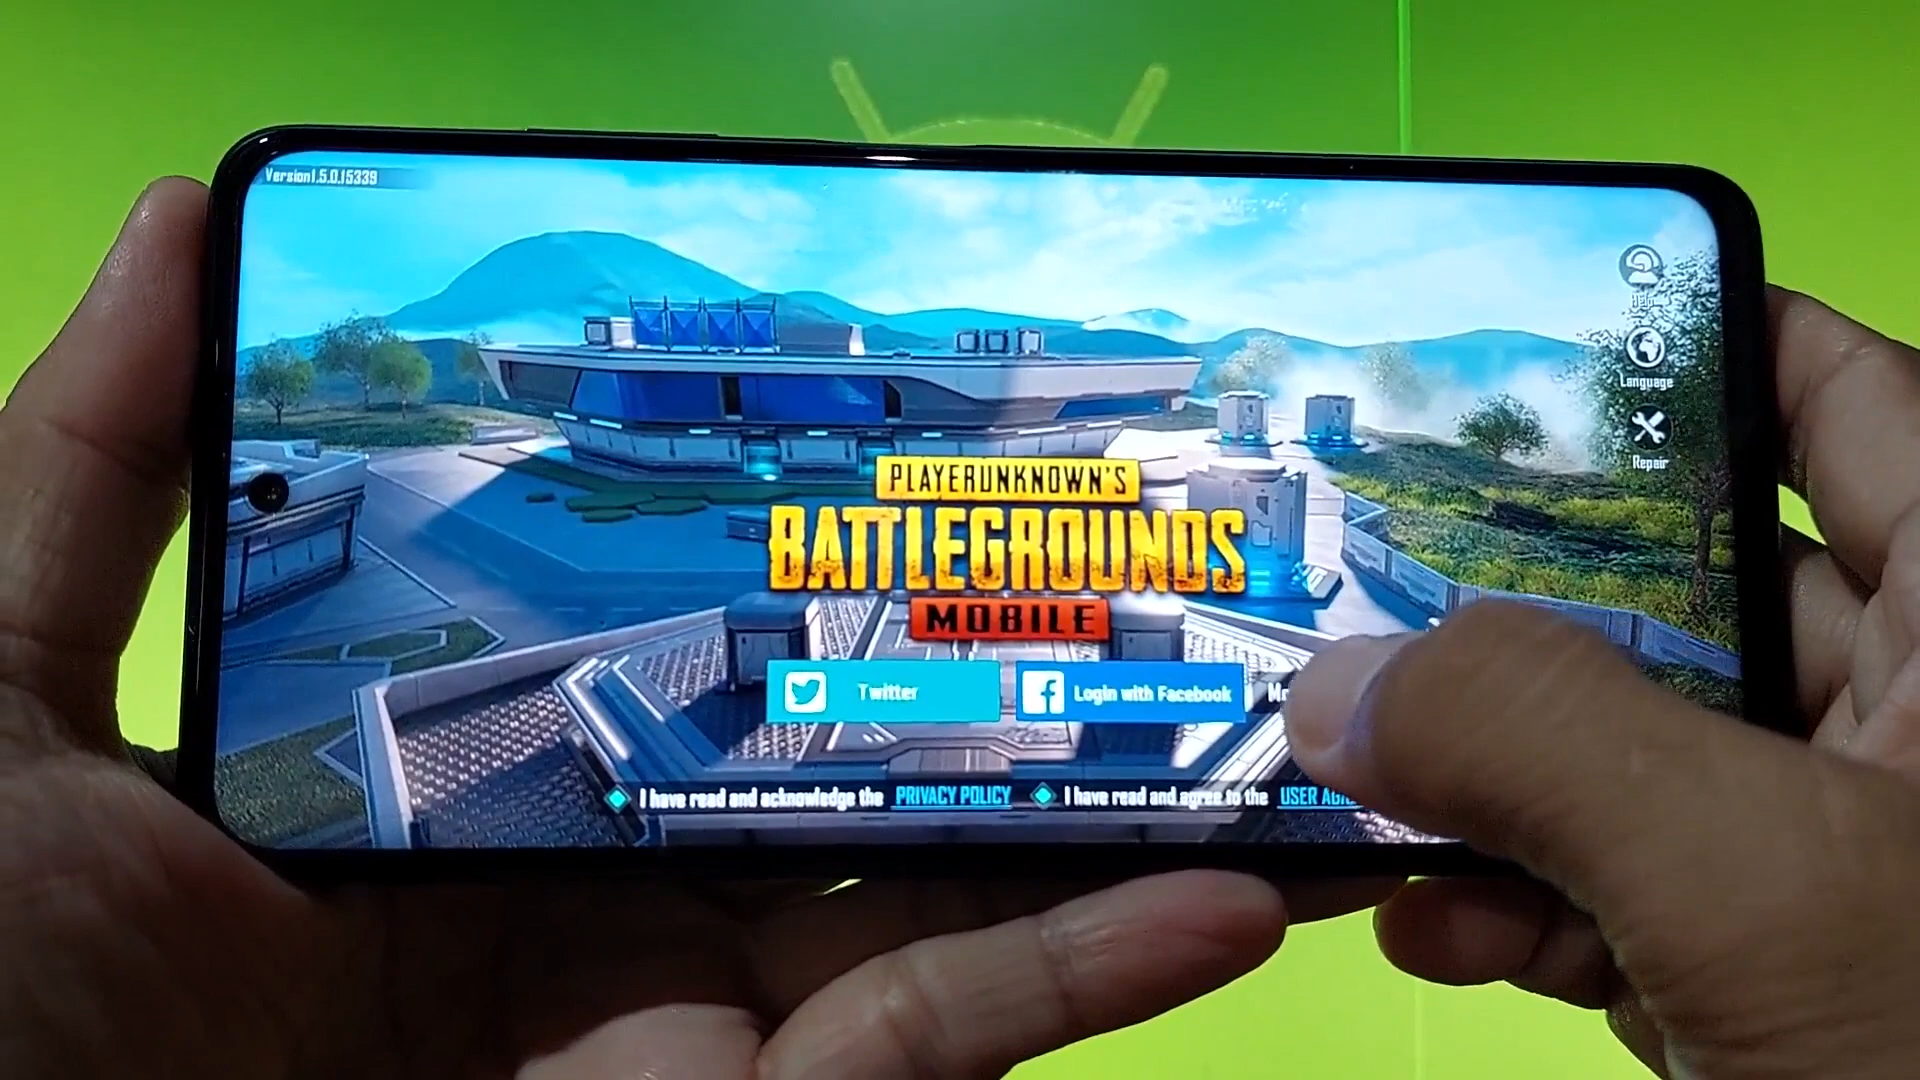 Version1.5.0.15339
Help
Language
Repair
PLAYERUNKNOWN'S
BATTLEGROUNDS
MOBILE
Twitter
Login with Facebook
I have read and acknowledge the PRIVACY POLICY
I have read and agree to the USER